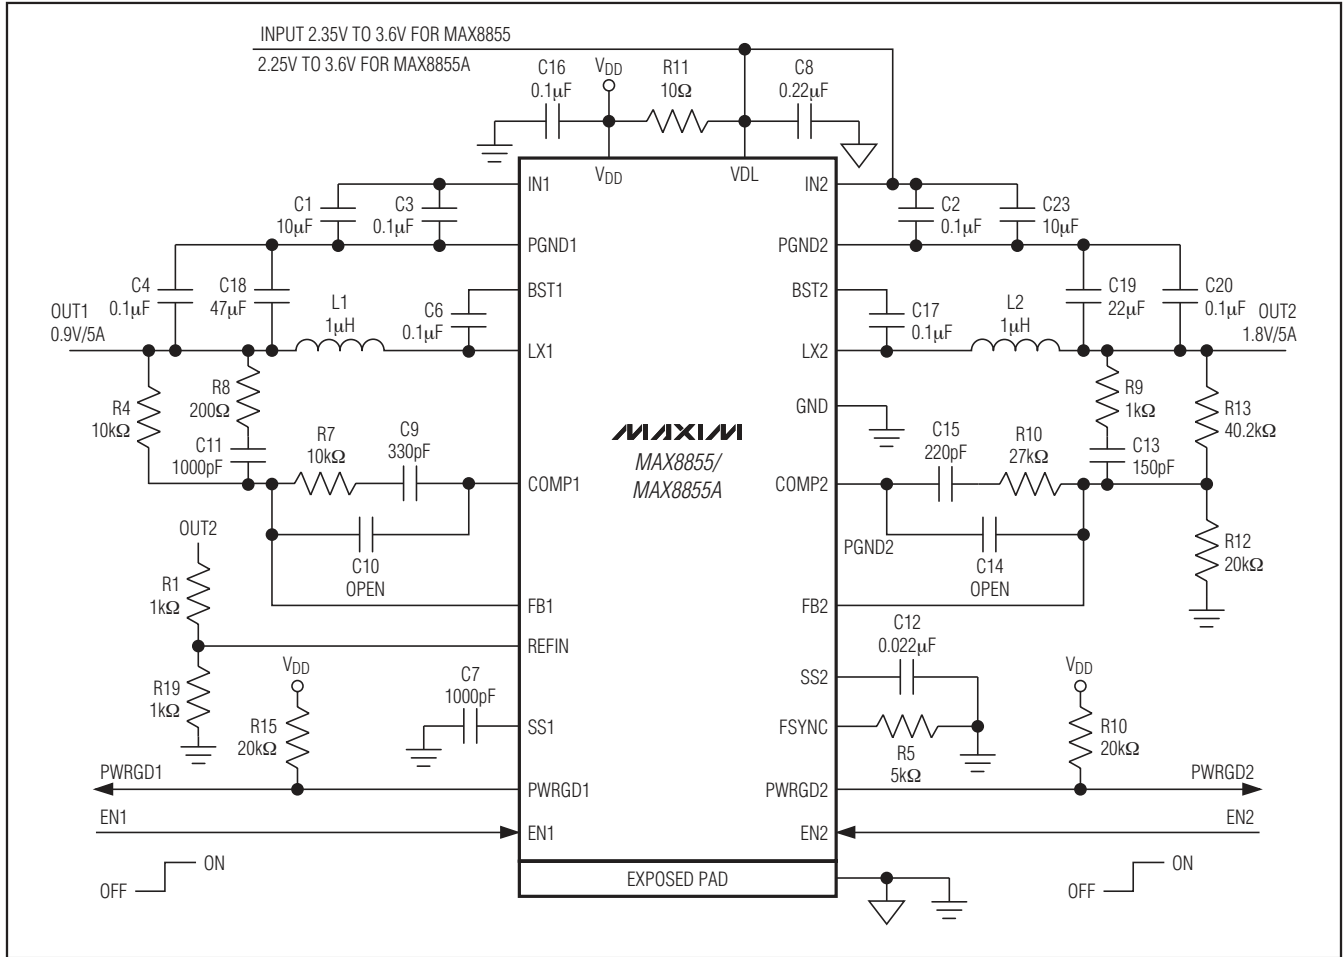 INPUT 2.35V TO 3.6V FOR MAX8855
2.25V TO 3.6V FOR MAX8855A
C16
0.1μF
VDD
R11
10Ω
C8
0.22μF
VDD
VDL
IN1
IN2
C1
10μF
C3
0.1μF
C2
0.1μF
C23
10μF
PGND1
PGND2
C4
0.1μF
C18
47μF
BST1
BST2
C19
22μF
C20
0.1μF
OUT1
0.9V/5A
L1
1μH
C6
0.1μF
C17
0.1μF
L2
1μH
OUT2
1.8V/5A
LX1
LX2
R4
10kΩ
R8
200Ω
R9
1kΩ
R13
40.2kΩ
GND
C11
1000pF
R7
10kΩ
C9
330pF
MAXIM
MAX8855/
MAX8855A
C15
220pF
R10
27kΩ
C13
150pF
COMP1
COMP2
OUT2
C10
OPEN
PGND2
C14
OPEN
R12
20kΩ
R1
1kΩ
FB1
FB2
REFIN
C12
0.022μF
R19
1kΩ
VDD
C7
1000pF
SS2
VDD
R15
20kΩ
SS1
FSYNC
R5
5kΩ
R10
20kΩ
PWRGD1
PWRGD1
PWRGD2
PWRGD2
EN1
EN1
EN2
EN2
OFF
ON
EXPOSED PAD
OFF
ON